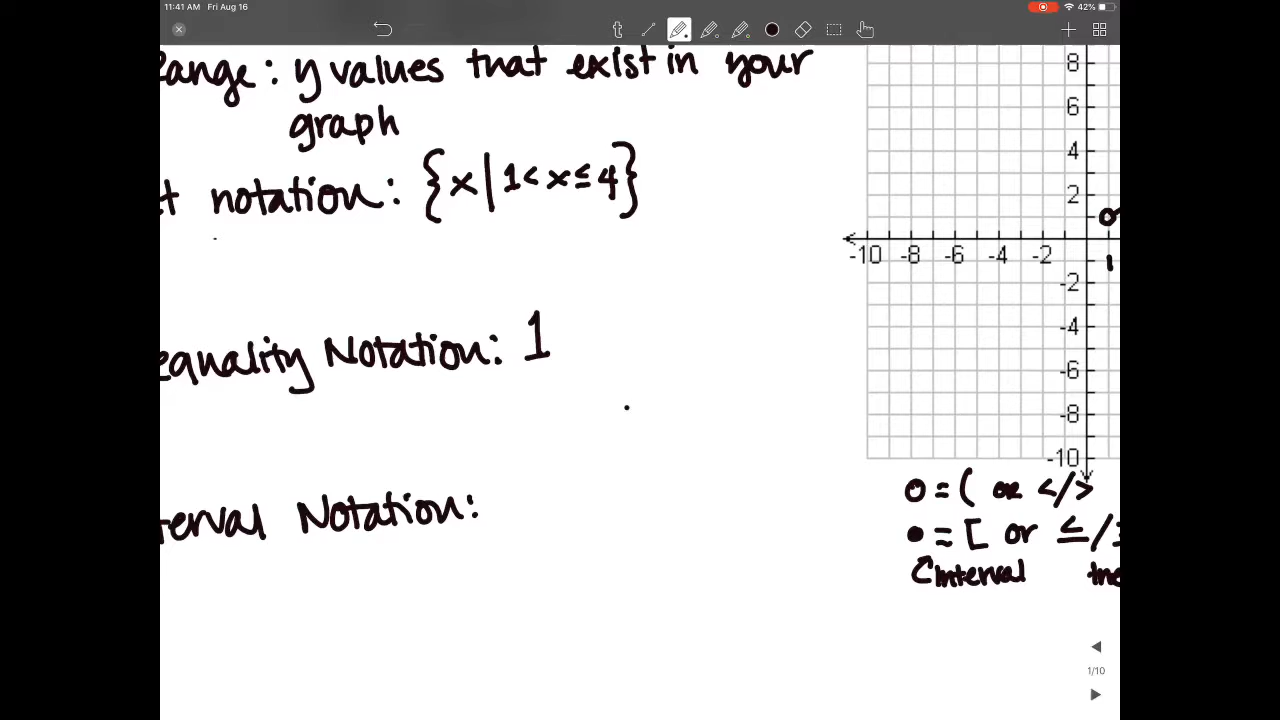 11:41 AM Fri Aug 16
42%
Range: y values that exist in your
graph
t notation: {x | 1 < x ≤ 4}
equality Notation: 1
terval Notation:
8
6
4
2
-10 -8 -6 -4 -2
1
-2
-4
-6
-8
-10
o = ( or </>
• = [ or ≤/≥
Interval
1/10